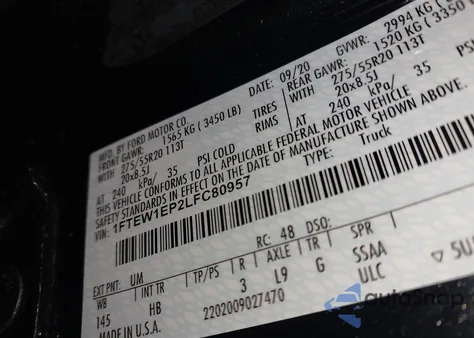 MFD. BY FORD MOTOR CO.
DATE: 09/20 GVWR: 2994 KG
FRONT GAWR: 1565 KG (3450 LB) REAR GAWR: 1520 KG (3350
WITH 275/55R20 113T TIRES WITH 275/55R20 113T
20x8.5J RIMS 20x8.5J
AT 240 kPa/ 35 PSI COLD AT 240 kPa/ 35 PS
THIS VEHICLE CONFORMS TO ALL APPLICABLE FEDERAL MOTOR VEHICLE
SAFETY STANDARDS IN EFFECT ON THE DATE OF MANUFACTURE SHOWN ABOVE.
VIN: 1FTEW1EP2LFC80957 TYPE: Truck
EXT PNT: UM RC: 48 DSO:
WB INT TR TP/PS R AXLE TR SPR
145 HB 3 L9 G SSAA
MADE IN U.S.A. 2202009027470 ULC
autoSnap